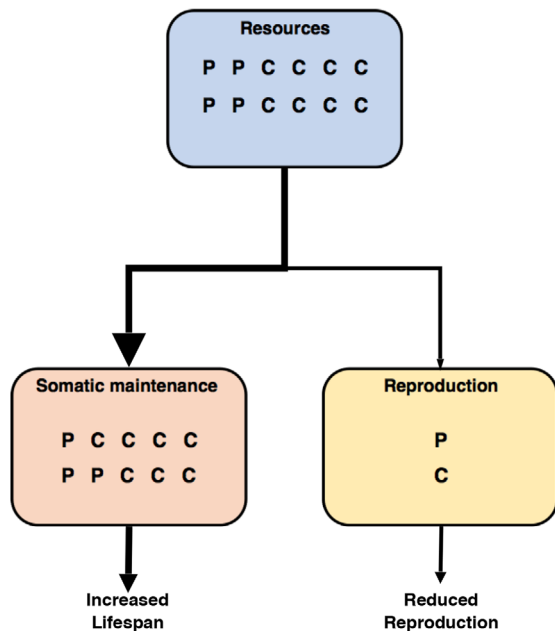 Resources
P P C C C C
P P C C C C
Somatic maintenance
P C C C C
P P C C C
Reproduction
P
C
Increased
Lifespan
Reduced
Reproduction